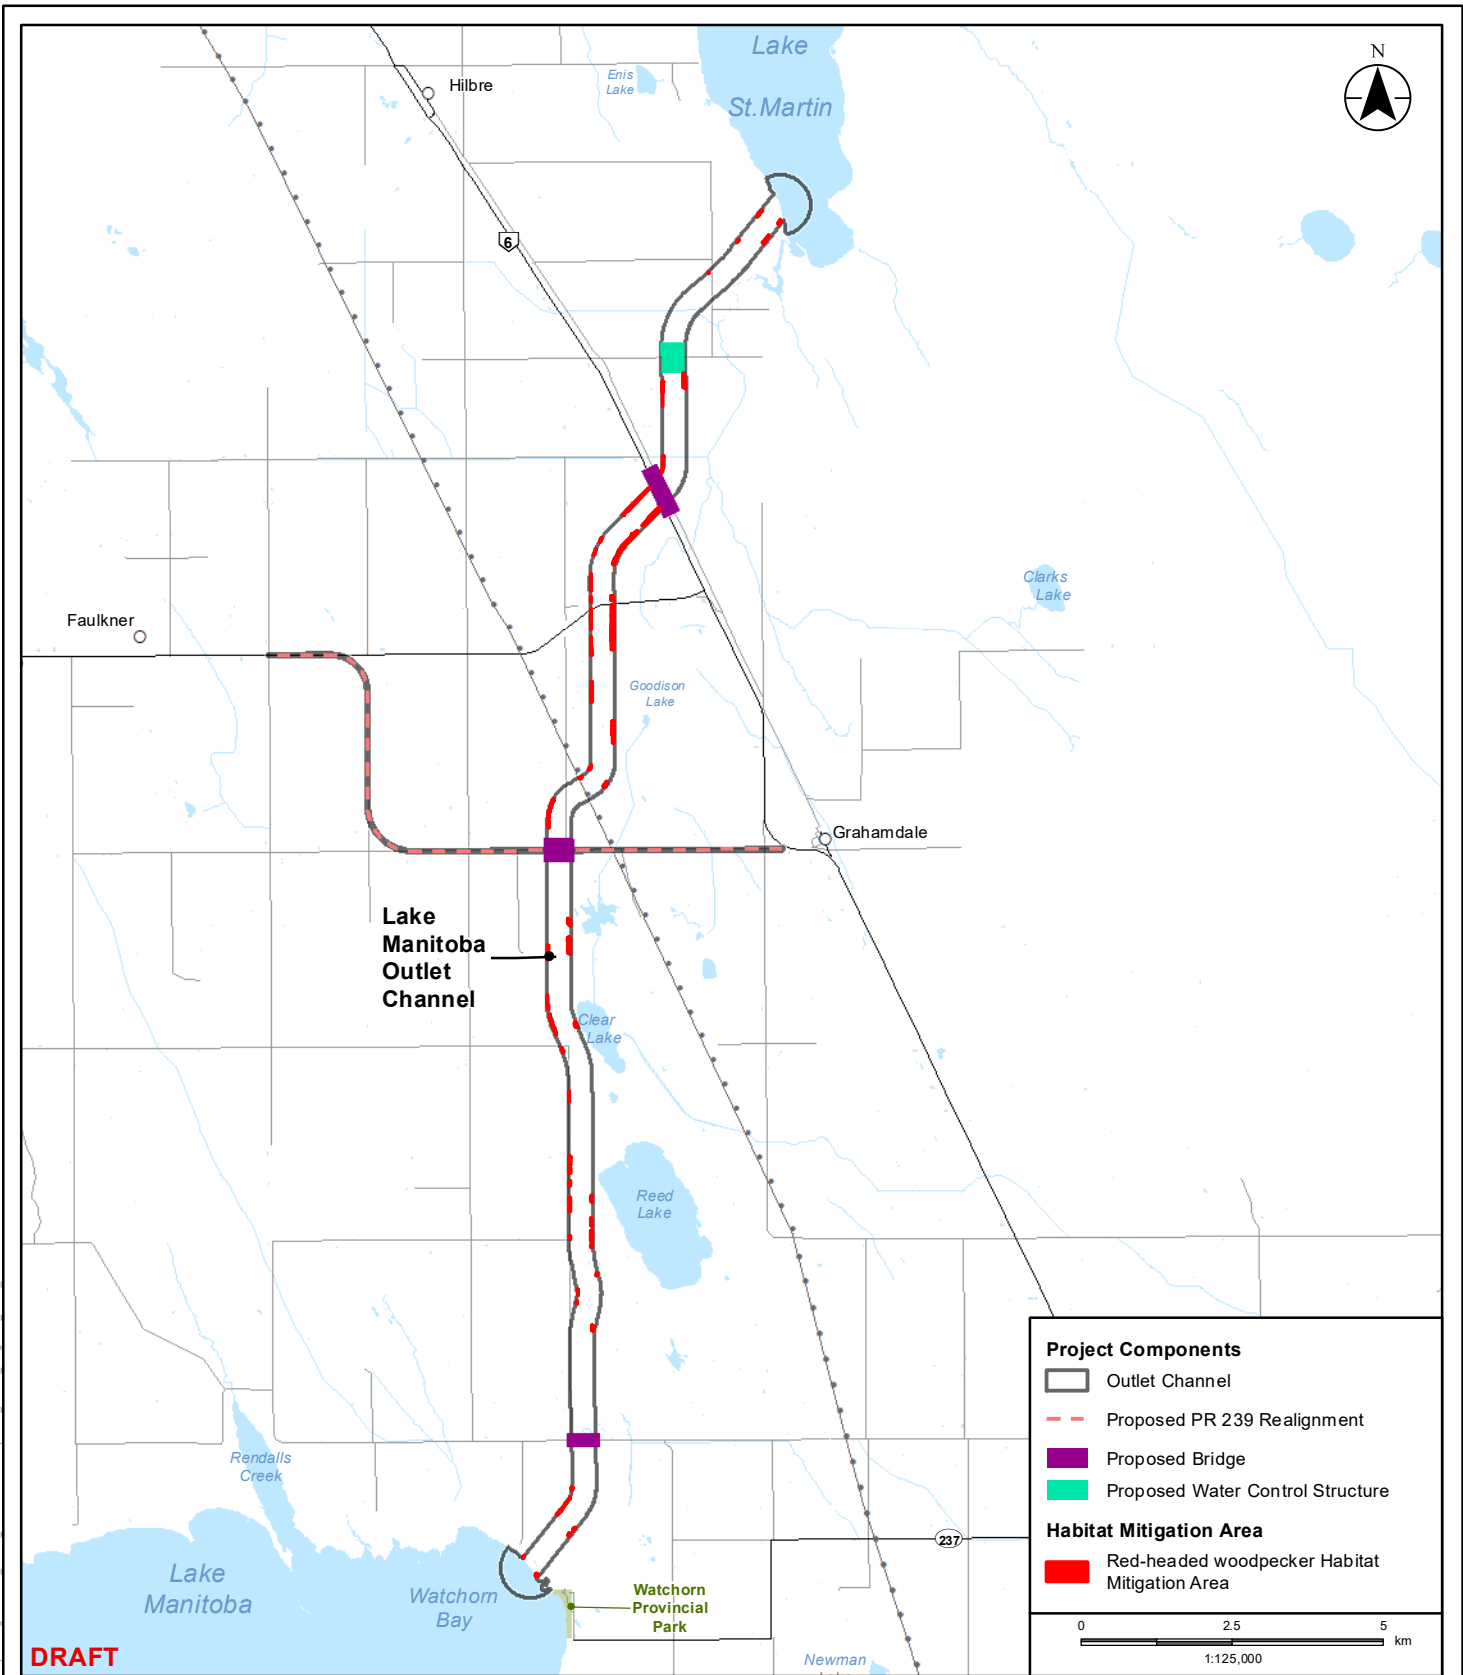 Lake
St.Martin
N
Enis
Lake
Hilbre
6
Clarks
Lake
Faulkner
Goodison
Lake
Grahamdale
Lake
Manitoba
Outlet
Channel
Clear
Lake
Reed
Lake
Rendalls
Creek
237
Lake
Manitoba
Watchorn
Bay
Watchorn
Provincial
Park
Newman
DRAFT
Project Components
Outlet Channel
Proposed PR 239 Realignment
Proposed Bridge
Proposed Water Control Structure
Habitat Mitigation Area
Red-headed woodpecker Habitat
Mitigation Area
0 2.5 5
km
1:125,000